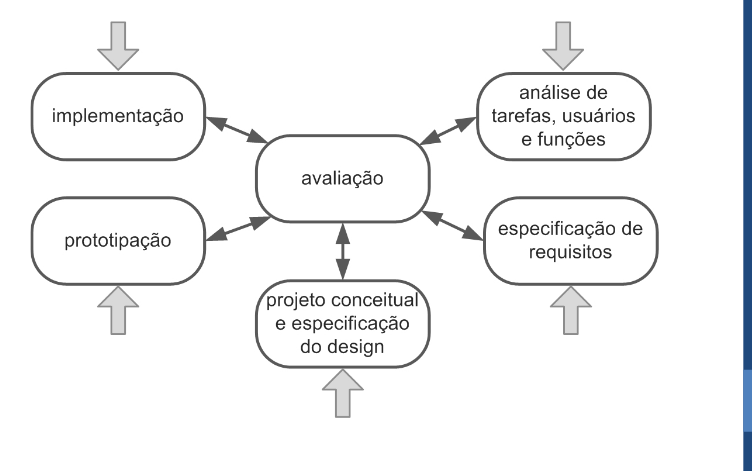 implementação
análise de
tarefas, usuários
e funções
avaliação
prototipação
especificação de
requisitos
projeto conceitual
e especificação
do design